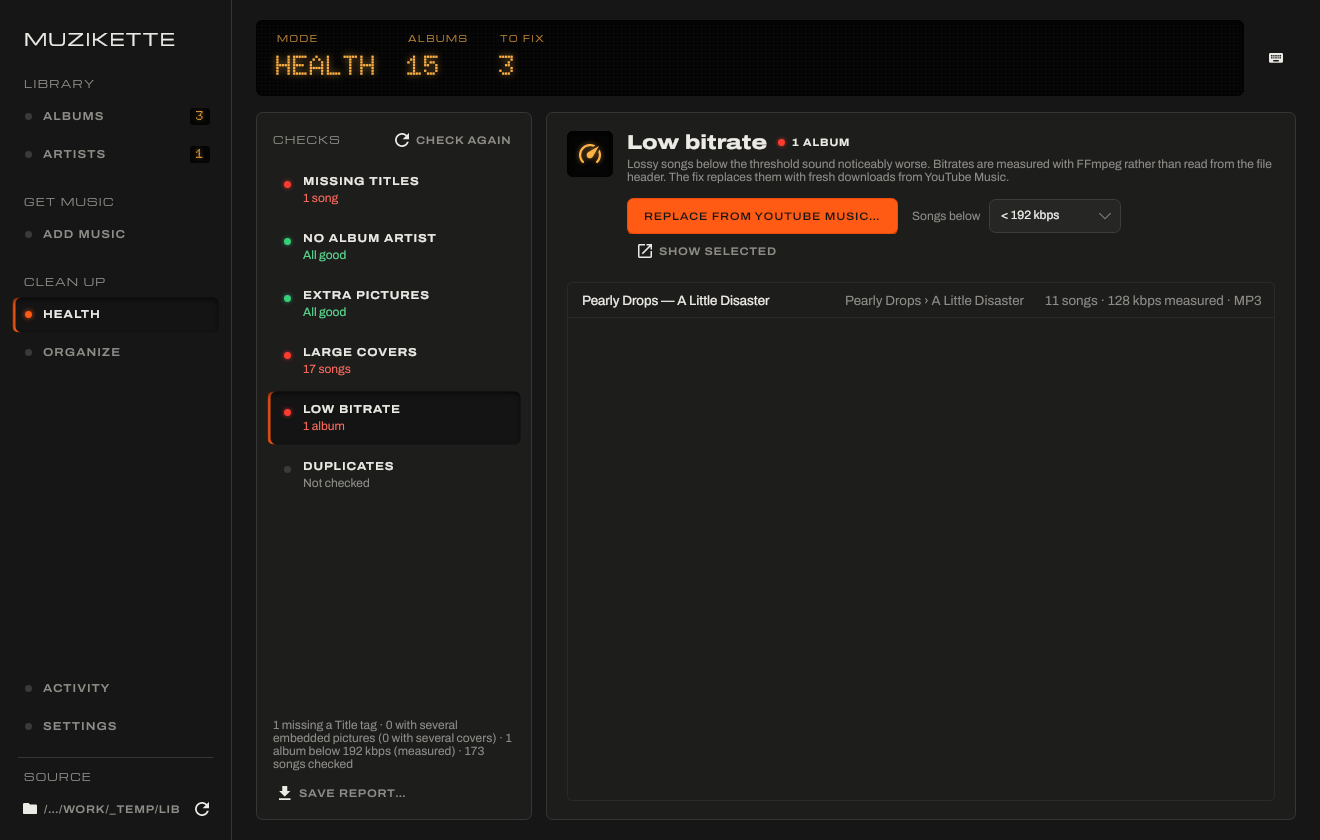 MUZIKETTE
LIBRARY
ALBUMS 3
ARTISTS 1
GET MUSIC
ADD MUSIC
CLEAN UP
HEALTH
ORGANIZE
ACTIVITY
SETTINGS
SOURCE
/.../WORK/_TEMP/LIB
MODE ALBUMS TO FIX
HEALTH 15 3
CHECKS CHECK AGAIN
MISSING TITLES
1 song
NO ALBUM ARTIST
All good
EXTRA PICTURES
All good
LARGE COVERS
17 songs
LOW BITRATE
1 album
DUPLICATES
Not checked
1 missing a Title tag · 0 with several
embedded pictures (0 with several covers) · 1
album below 192 kbps (measured) · 173
songs checked
SAVE REPORT...
Low bitrate 1 ALBUM
Lossy songs below the threshold sound noticeably worse. Bitrates are measured with FFmpeg rather than read from the file
header. The fix replaces them with fresh downloads from YouTube Music.
REPLACE FROM YOUTUBE MUSIC... Songs below < 192 kbps
SHOW SELECTED
Pearly Drops — A Little Disaster Pearly Drops › A Little Disaster 11 songs · 128 kbps measured · MP3